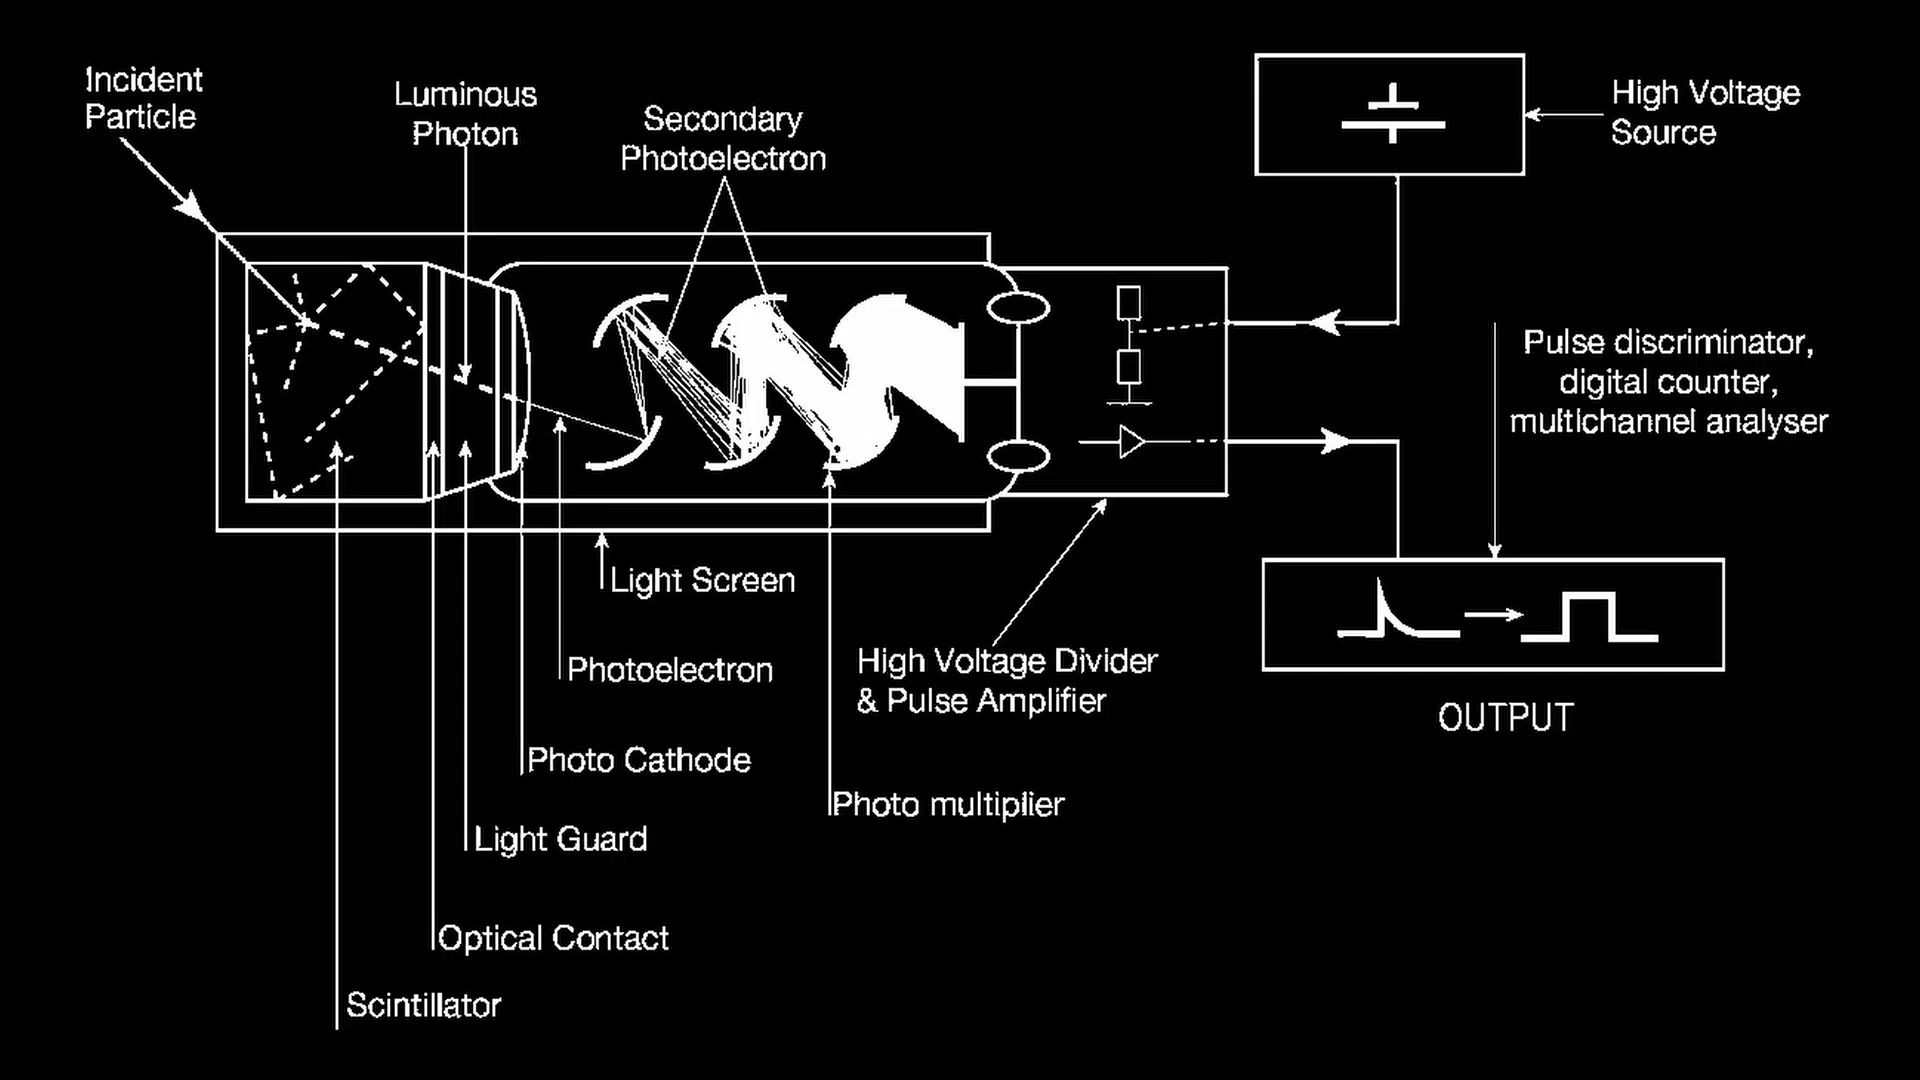 Incident
Particle
Luminous
Photon
Secondary
Photoelectron
High Voltage
Source
Pulse discriminator,
digital counter,
multichannel analyser
Light Screen
Photoelectron
High Voltage Divider
& Pulse Amplifier
OUTPUT
Photo Cathode
Photo multiplier
Light Guard
Optical Contact
Scintillator